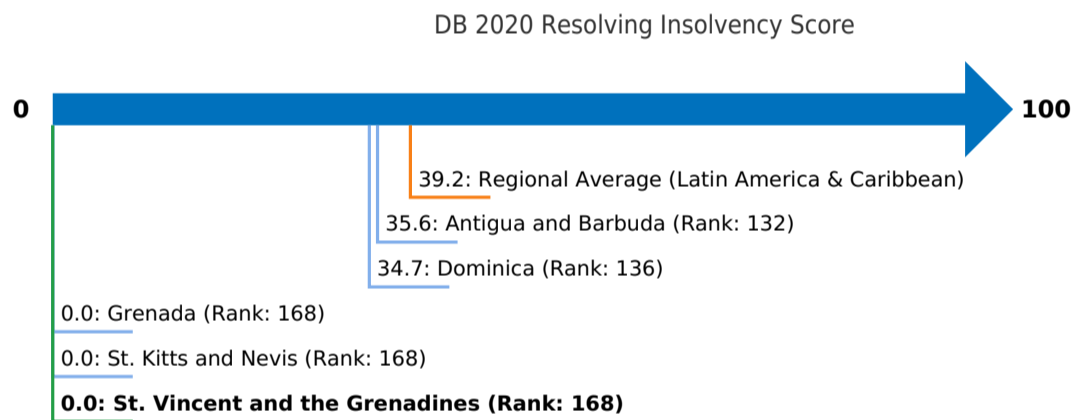 DB 2020 Resolving Insolvency Score
0
100
39.2: Regional Average (Latin America & Caribbean)
35.6: Antigua and Barbuda (Rank: 132)
34.7: Dominica (Rank: 136)
0.0: Grenada (Rank: 168)
0.0: St. Kitts and Nevis (Rank: 168)
0.0: St. Vincent and the Grenadines (Rank: 168)